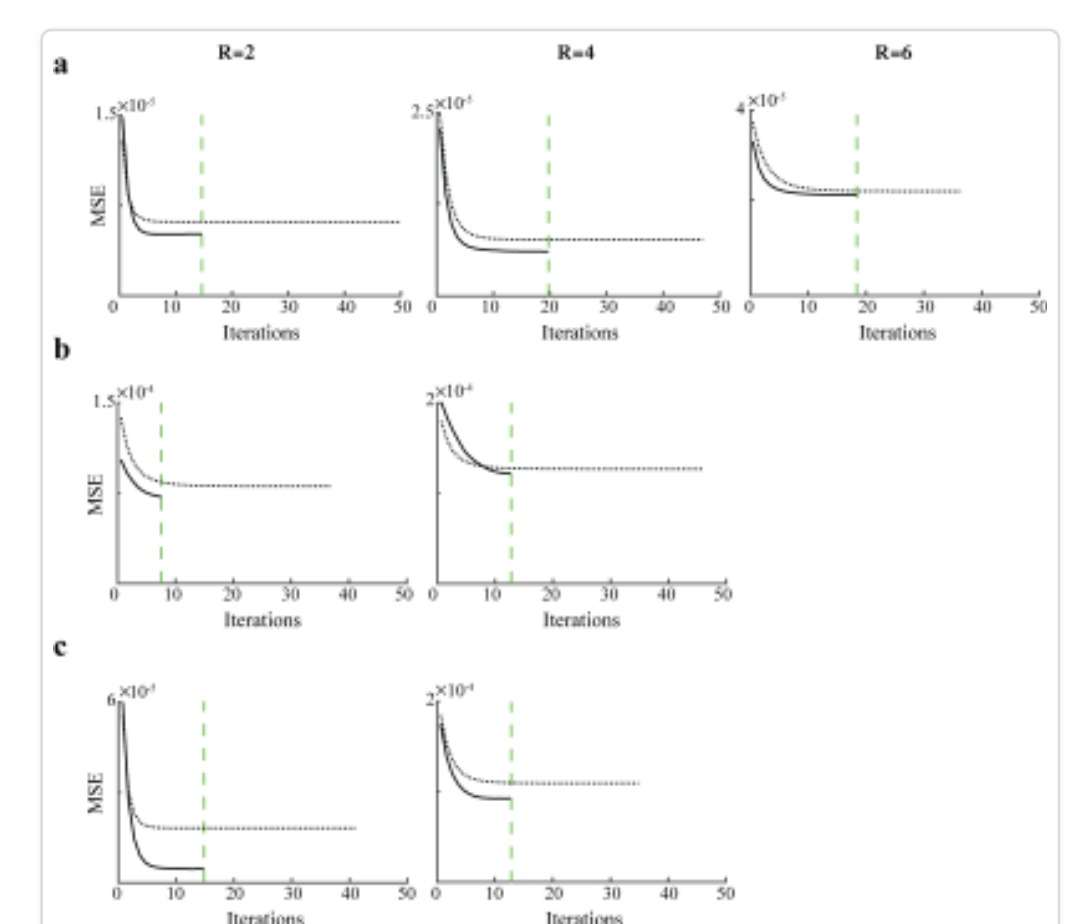 R=2 R=4 R=6
a
1.5 ×10⁻⁵ 2.5 ×10⁻⁵ 4 ×10⁻⁵
MSE
0 10 20 30 40 50 0 10 20 30 40 50 0 10 20 30 40 50
Iterations Iterations Iterations
b
1.5 ×10⁻⁴ 2 ×10⁻⁴
MSE
0 10 20 30 40 50 0 10 20 30 40 50
Iterations Iterations
c
6 ×10⁻⁵ 2 ×10⁻⁴
MSE
0 10 20 30 40 50 0 10 20 30 40 50
Iterations Iterations